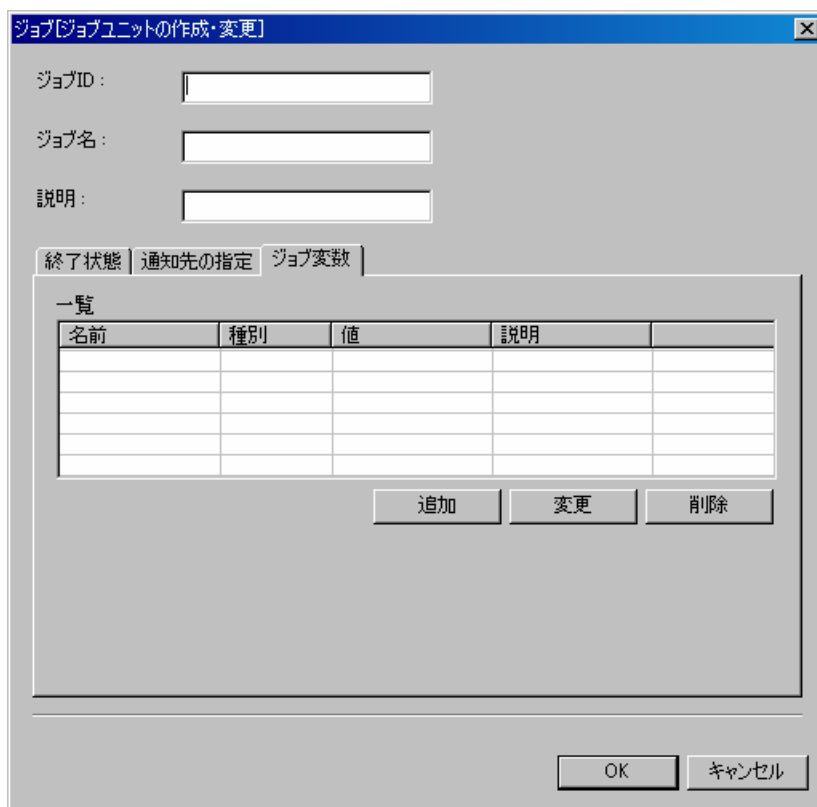 ジョブ[ジョブユニットの作成・変更]
ジョブID：
ジョブ名：
説明：
終了状態 通知先の指定 ジョブ変数
一覧
名前 種別 値 説明
追加 変更 削除
OK キャンセル